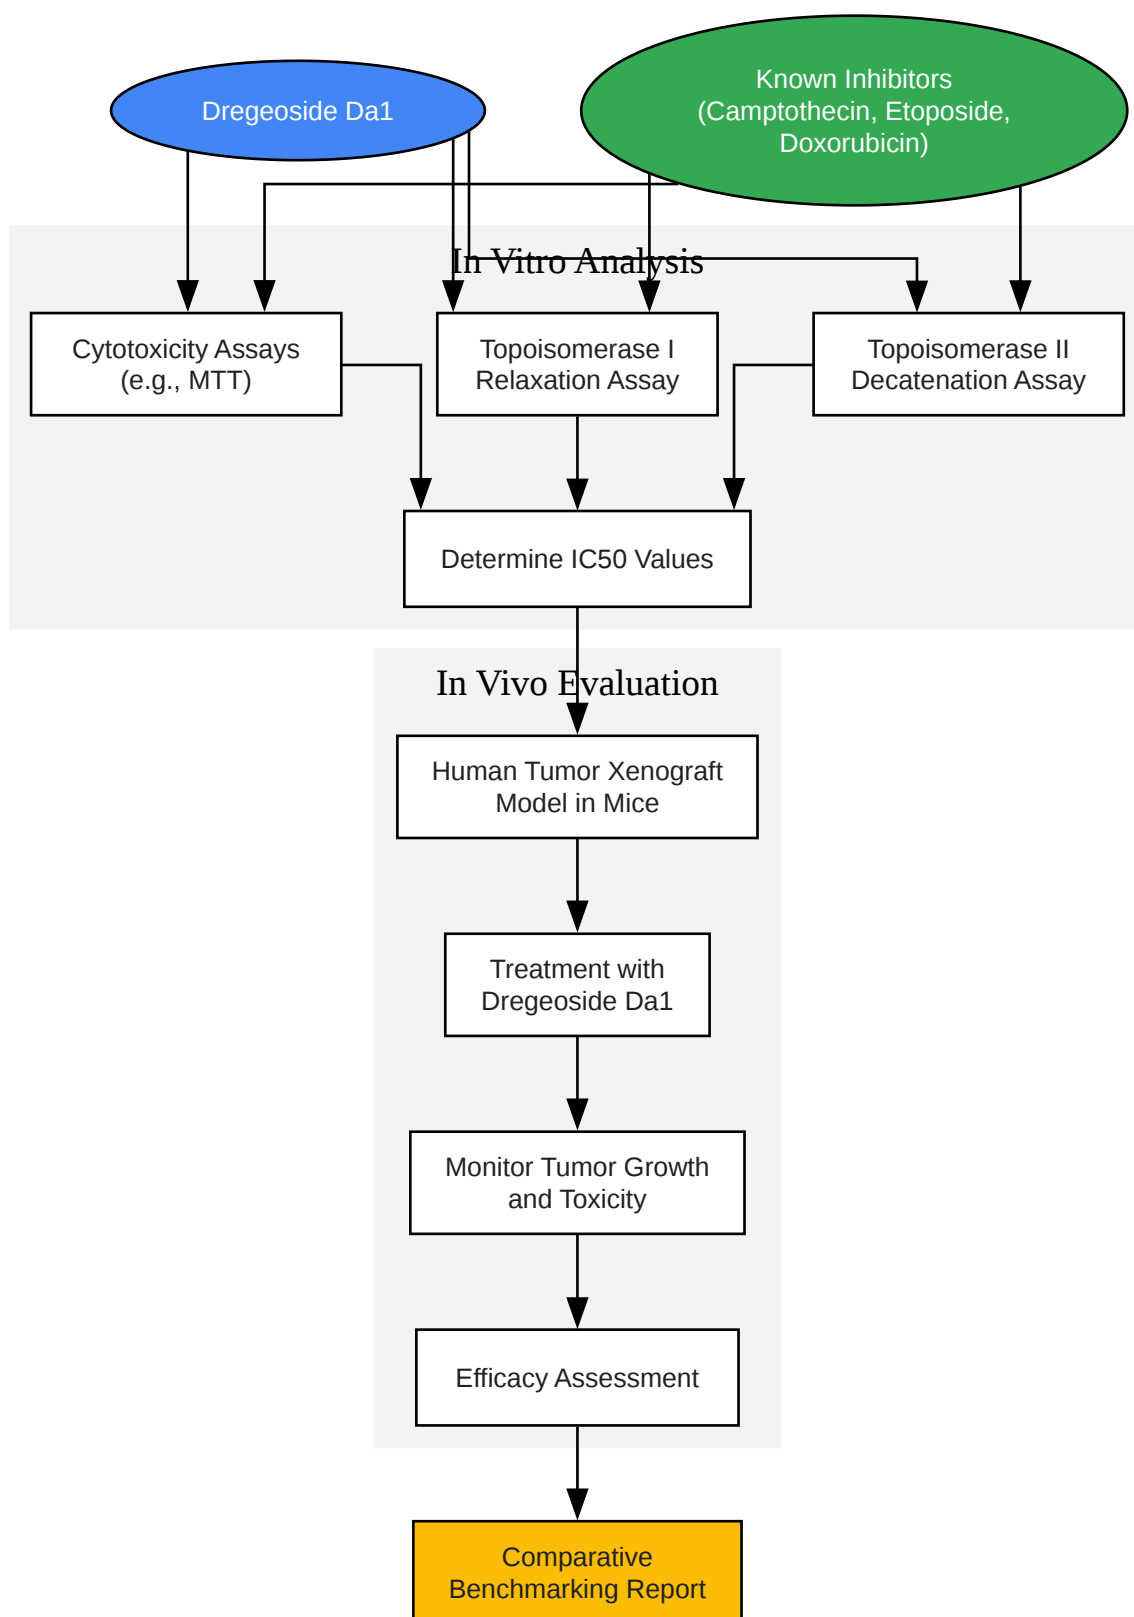 Dregeoside Da1
Known Inhibitors
(Camptothecin, Etoposide,
Doxorubicin)
In Vitro Analysis
Cytotoxicity Assays
(e.g., MTT)
Topoisomerase I
Relaxation Assay
Topoisomerase II
Decatenation Assay
Determine IC50 Values
In Vivo Evaluation
Human Tumor Xenograft
Model in Mice
Treatment with
Dregeoside Da1
Monitor Tumor Growth
and Toxicity
Efficacy Assessment
Comparative
Benchmarking Report